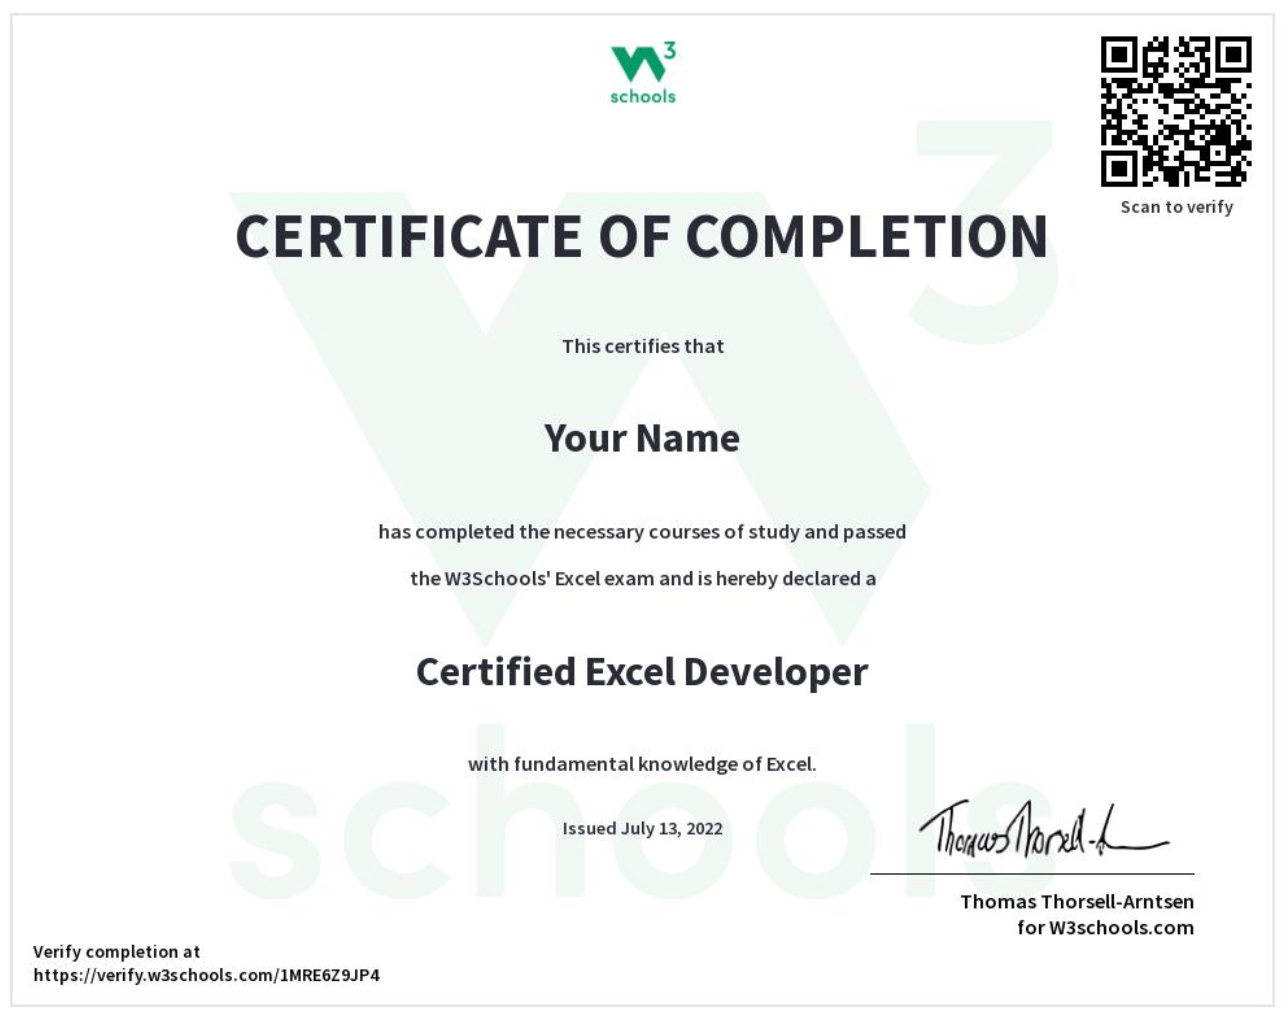 W3
schools
Scan to verify
CERTIFICATE OF COMPLETION
This certifies that
Your Name
has completed the necessary courses of study and passed
the W3Schools' Excel exam and is hereby declared a
Certified Excel Developer
with fundamental knowledge of Excel.
Issued July 13, 2022
Thomas Thorsell-A
Thomas Thorsell-Arntsen
for W3schools.com
Verify completion at
https://verify.w3schools.com/1MRE6Z9JP4
W3
schools